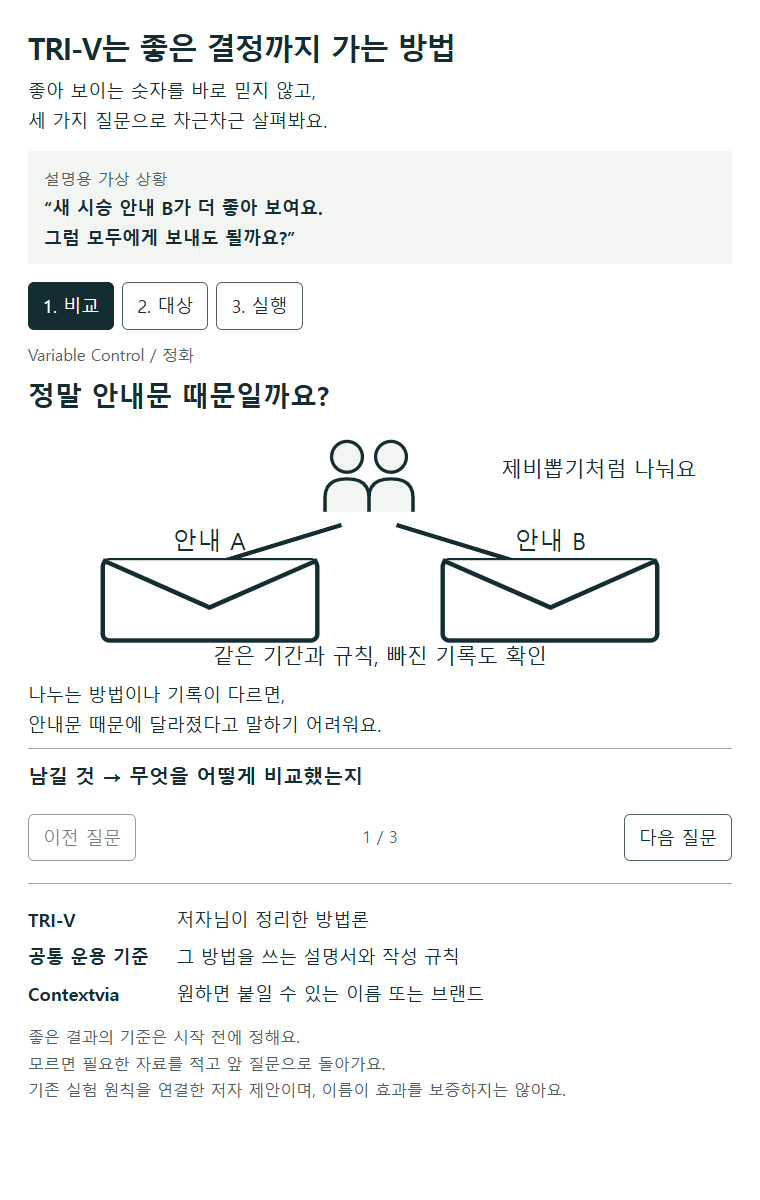 TRI-V는 좋은 결정까지 가는 방법
좋아 보이는 숫자를 바로 믿지 않고,
세 가지 질문으로 차근차근 살펴봐요.
설명용 가상 상황
“새 시승 안내 B가 더 좋아 보여요.
그럼 모두에게 보내도 될까요?”
1. 비교
2. 대상
3. 실행
Variable Control / 정화
정말 안내문 때문일까요?
제비뽑기처럼 나눠요
안내 A
안내 B
같은 기간과 규칙, 빠진 기록도 확인
나누는 방법이나 기록이 다르면,
안내문 때문에 달라졌다고 말하기 어려워요.
남길 것 → 무엇을 어떻게 비교했는지
이전 질문
1 / 3
다음 질문
TRI-V 저자님이 정리한 방법론
공통 운용 기준 그 방법을 쓰는 설명서와 작성 규칙
Contextvia 원하면 붙일 수 있는 이름 또는 브랜드
좋은 결과의 기준은 시작 전에 정해요.
모르면 필요한 자료를 적고 앞 질문으로 돌아가요.
기존 실험 원칙을 연결한 저자 제안이며, 이름이 효과를 보증하지는 않아요.